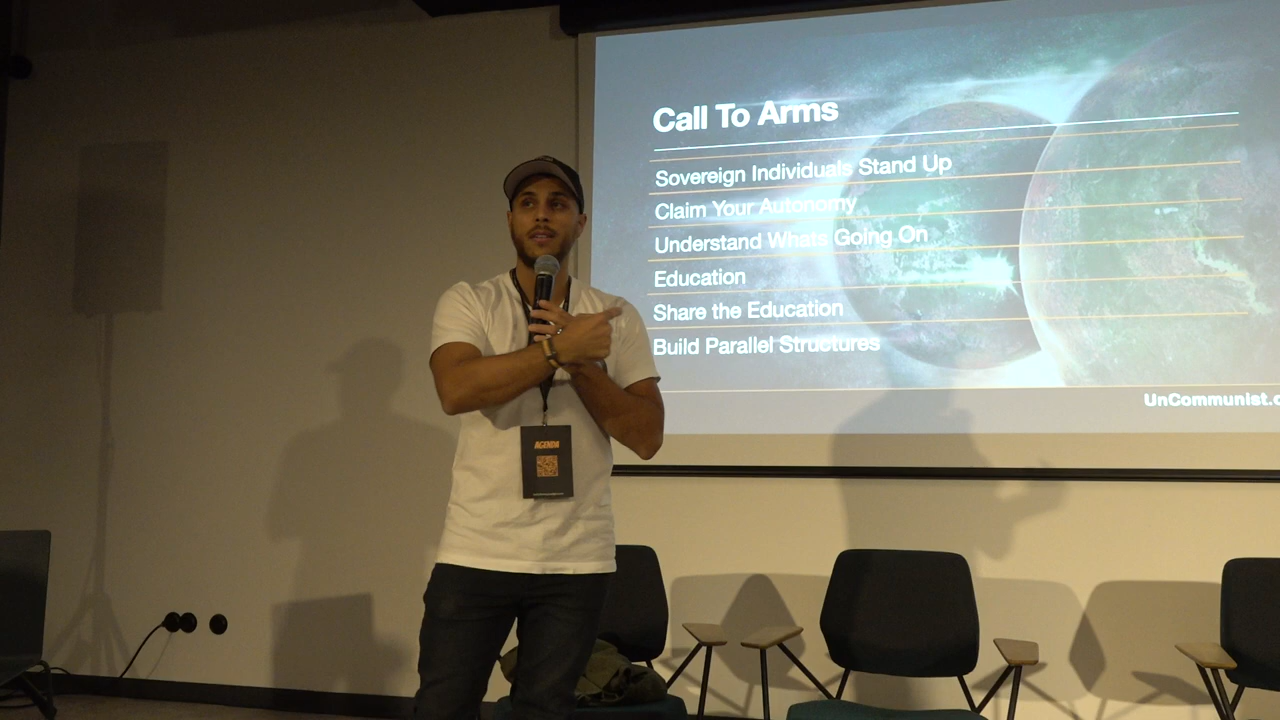 Call To Arms
Sovereign Individuals Stand Up
Claim Your Autonomy
Understand Whats Going On
Education
Share the Education
Build Parallel Structures
UnCommunist.c
AGENDA